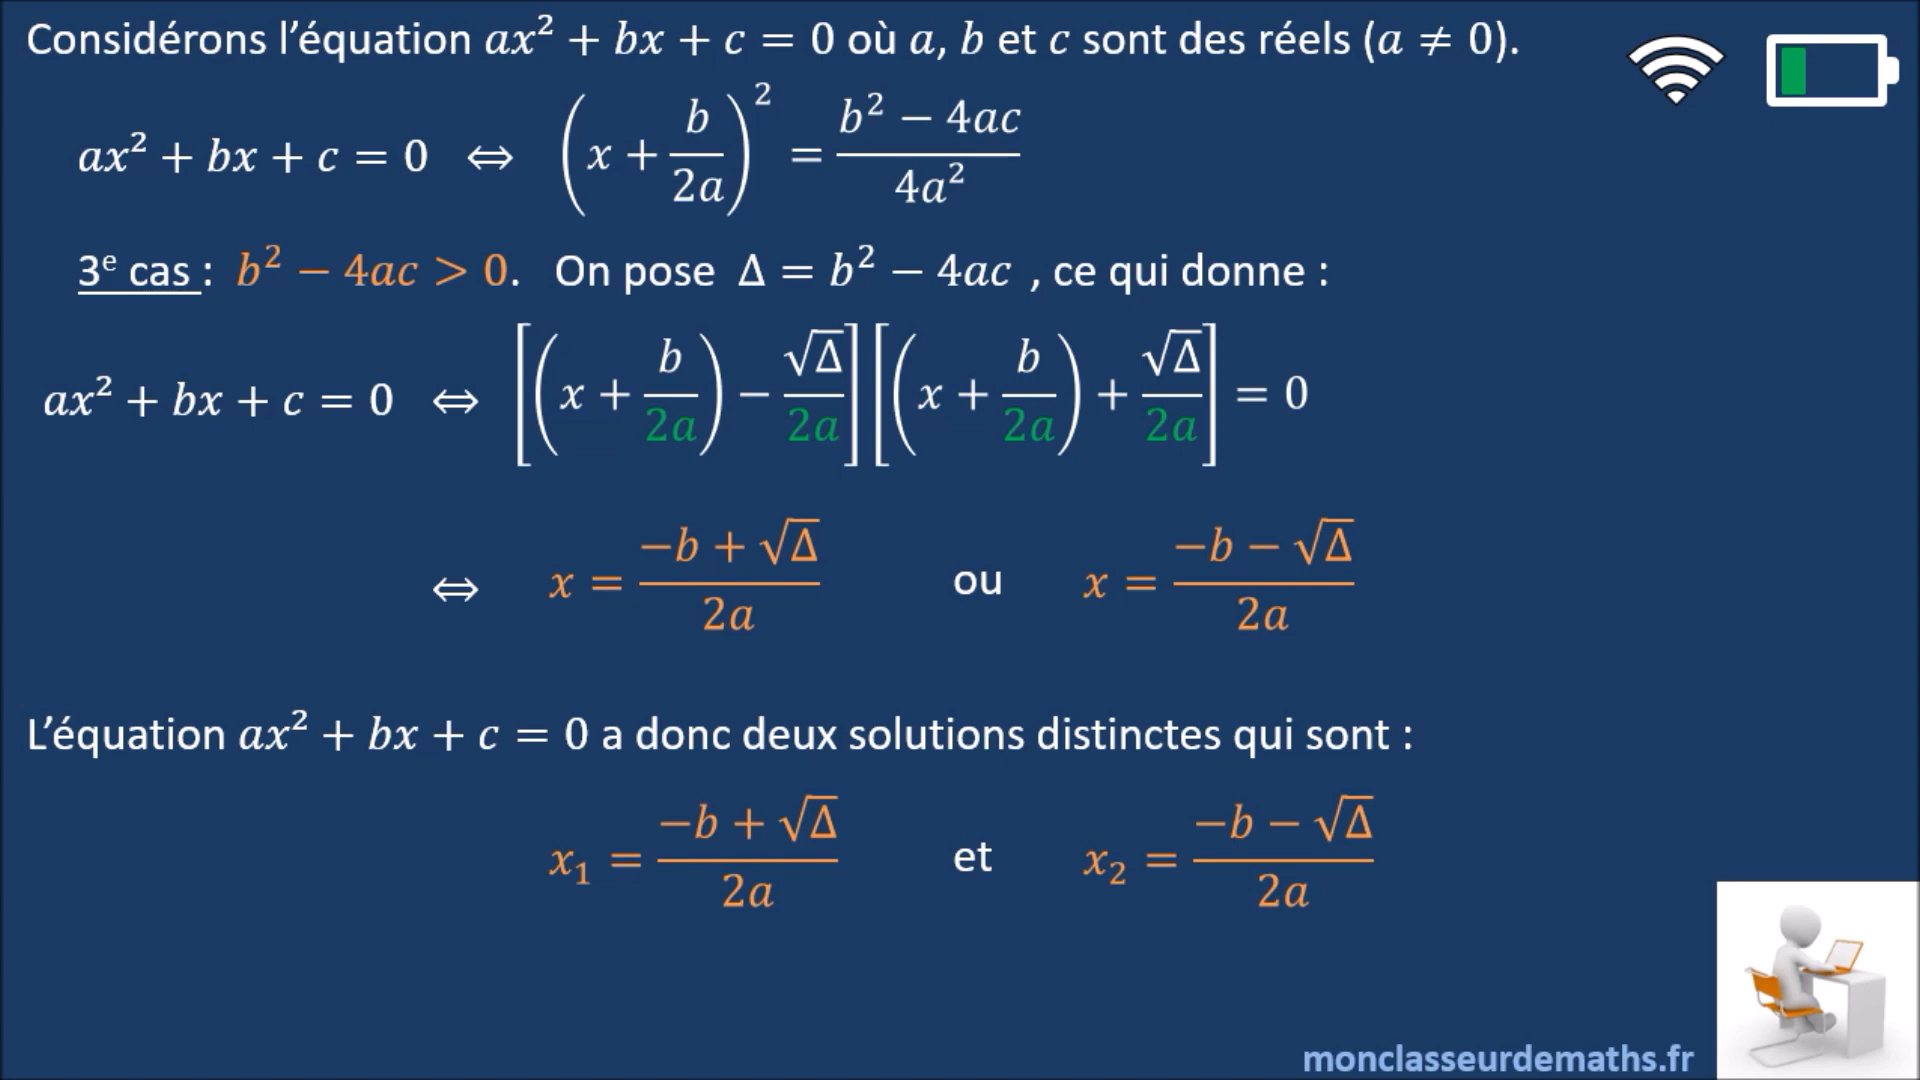 Considérons l’équation ax² + bx + c = 0 où a, b et c sont des réels (a ≠ 0).
ax² + bx + c = 0 ⇔ (x + b/2a)² = (b² − 4ac)/4a²
3ᵉ cas : b² − 4ac > 0. On pose Δ = b² − 4ac , ce qui donne :
ax² + bx + c = 0 ⇔ [(x + b/2a) − √Δ/2a][(x + b/2a) + √Δ/2a] = 0
⇔ x = (−b + √Δ)/2a ou x = (−b − √Δ)/2a
L’équation ax² + bx + c = 0 a donc deux solutions distinctes qui sont :
x₁ = (−b + √Δ)/2a et x₂ = (−b − √Δ)/2a
monclasseurdemaths.fr